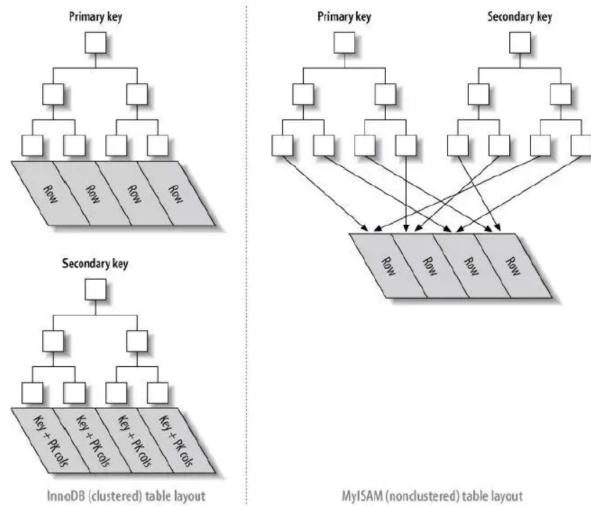 Primary key
Row
Row
Row
Row
Secondary key
Key + PK cols
Key + PK cols
Key + PK cols
Key + PK cols
InnoDB (clustered) table layout
Primary key
Secondary key
Row
Row
Row
Row
MyISAM (nonclustered) table layout